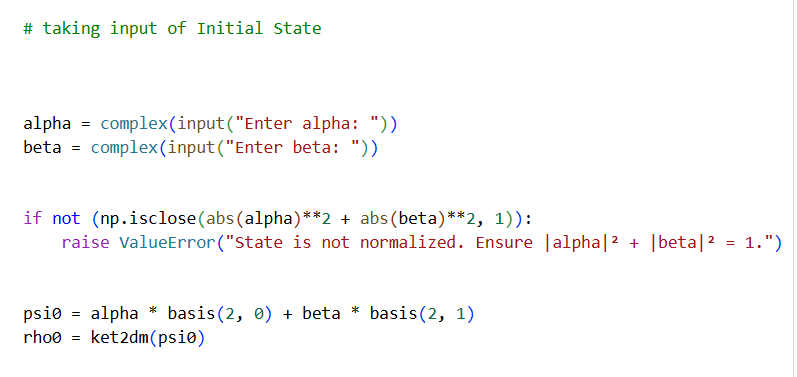 # taking input of Initial State
alpha = complex(input("Enter alpha: "))
beta = complex(input("Enter beta: "))
if not (np.isclose(abs(alpha)**2 + abs(beta)**2, 1)):
    raise ValueError("State is not normalized. Ensure |alpha|² + |beta|² = 1.")
psi0 = alpha * basis(2, 0) + beta * basis(2, 1)
rho0 = ket2dm(psi0)